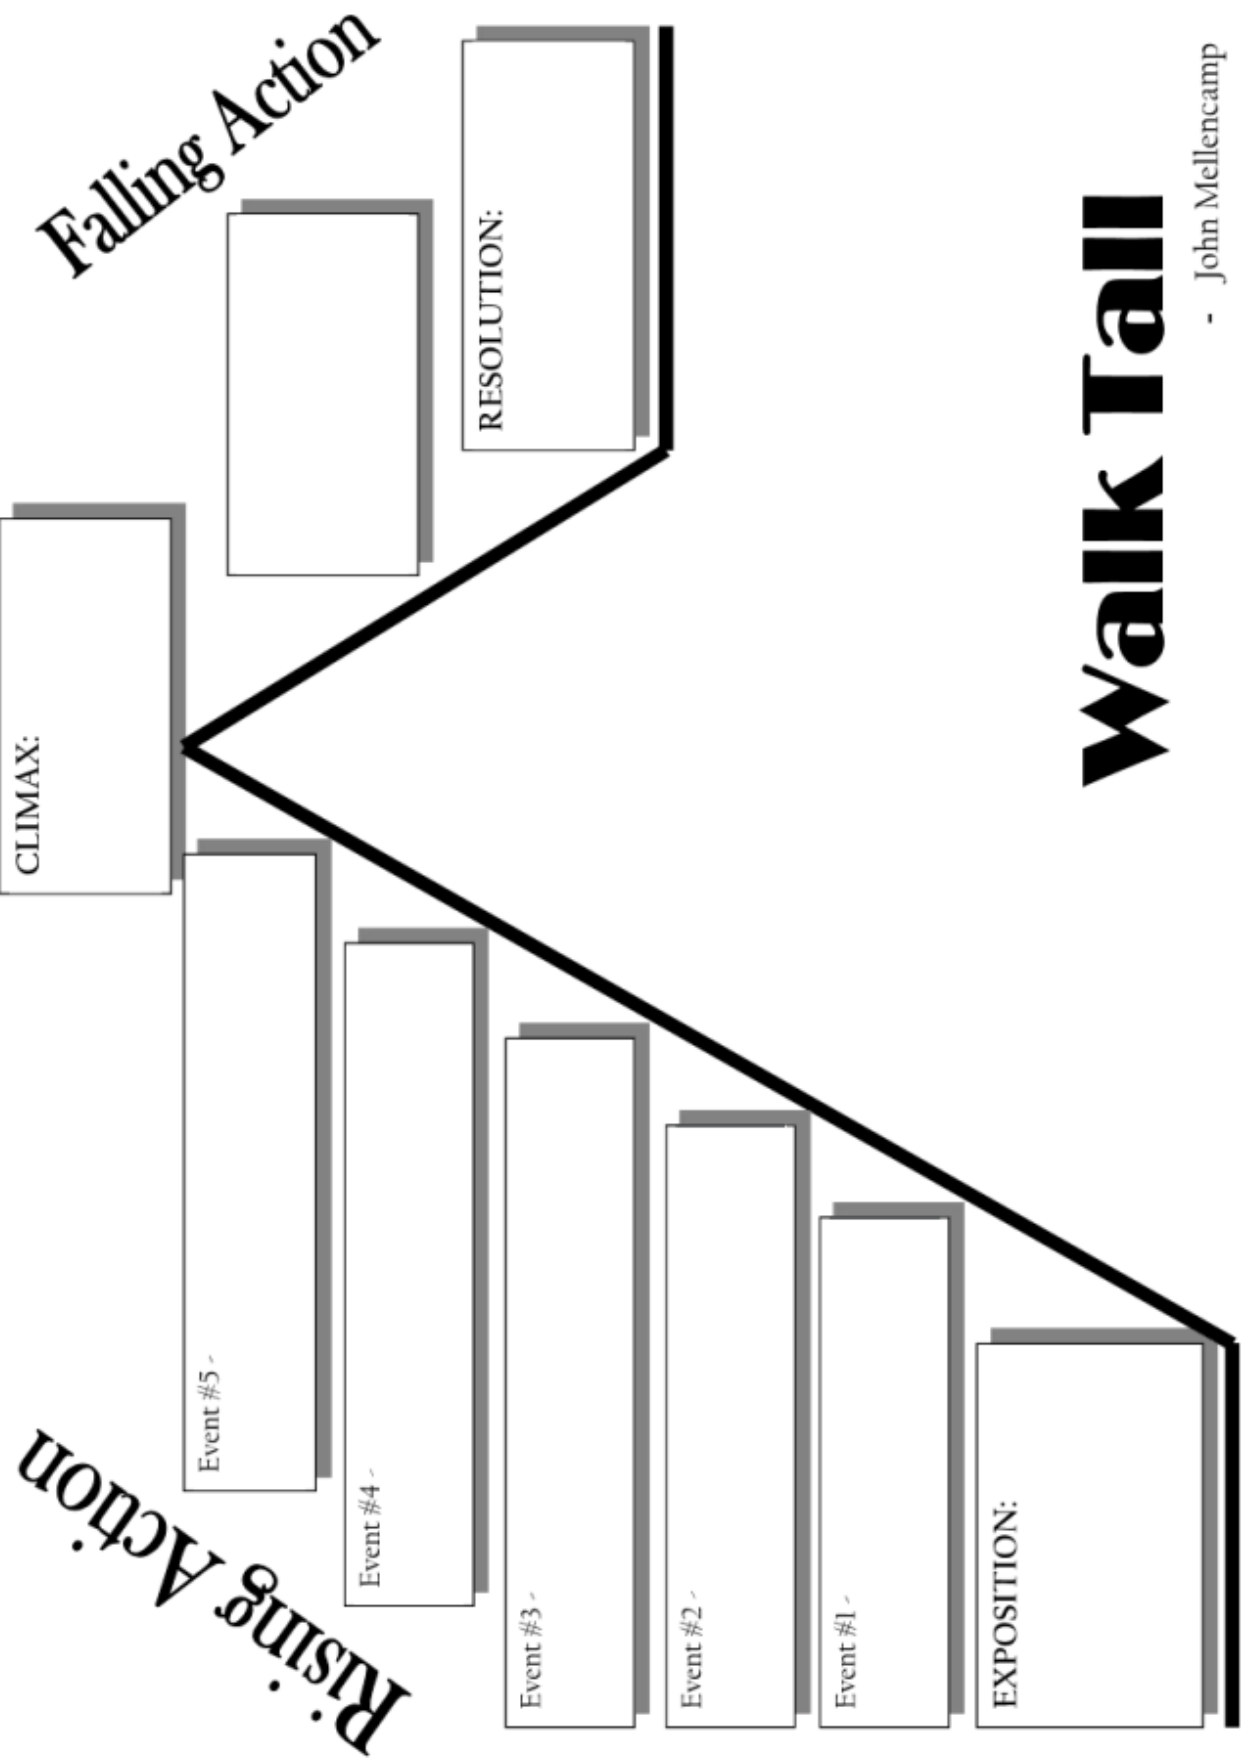 Falling Action
CLIMAX:
RESOLUTION:
Rising Action
Event #5 -
Event #4 -
Event #3 -
Event #2 -
Event #1 -
EXPOSITION:
Walk Tall
- John Mellencamp